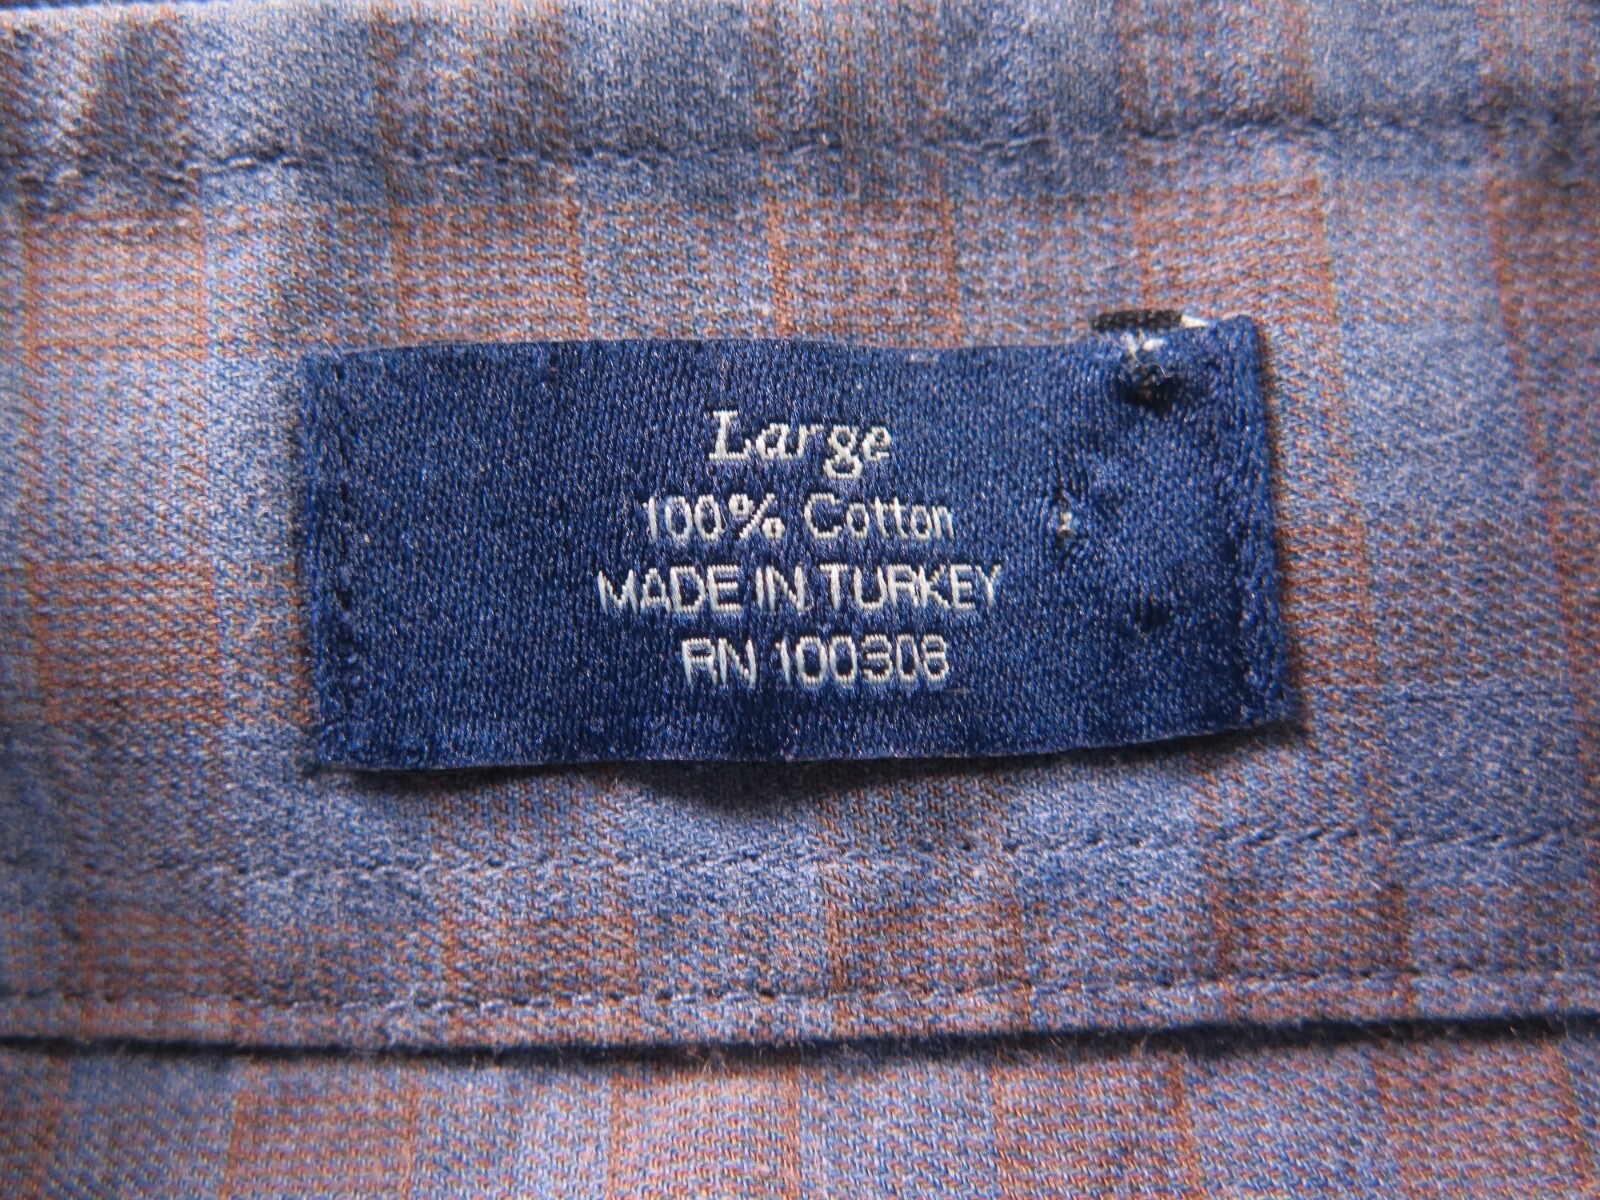 Large
100% Cotton
MADE IN TURKEY
RN 100308